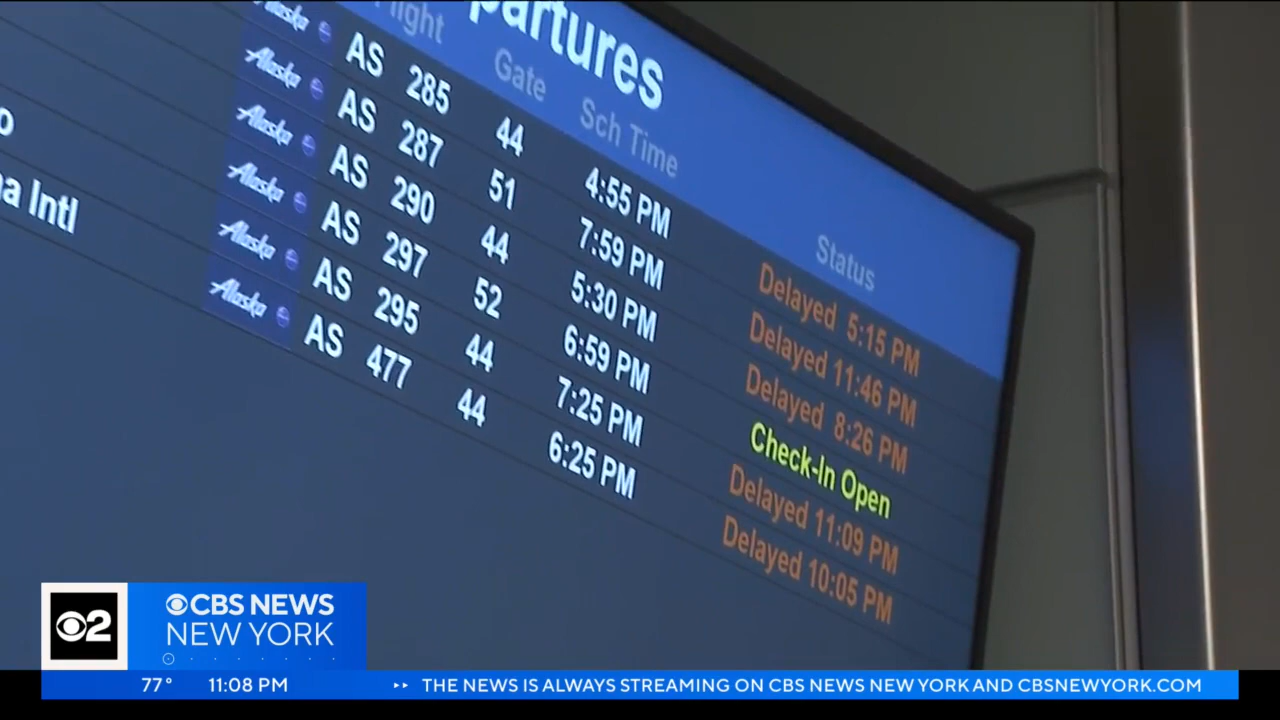 partures
Flight Gate Sch Time Status
Alaska AS 285 44 4:55 PM Delayed 5:15 PM
Alaska AS 287 51 7:59 PM Delayed 11:46 PM
Alaska AS 290 44 5:30 PM Delayed 8:26 PM
Alaska AS 297 52 6:59 PM Check-In Open
Alaska AS 295 44 7:25 PM Delayed 11:09 PM
Alaska AS 477 44 6:25 PM Delayed 10:05 PM
Intl
2
CBS NEWS
NEW YORK
77° 11:08 PM THE NEWS IS ALWAYS STREAMING ON CBS NEWS NEW YORK AND CBSNEWYORK.COM